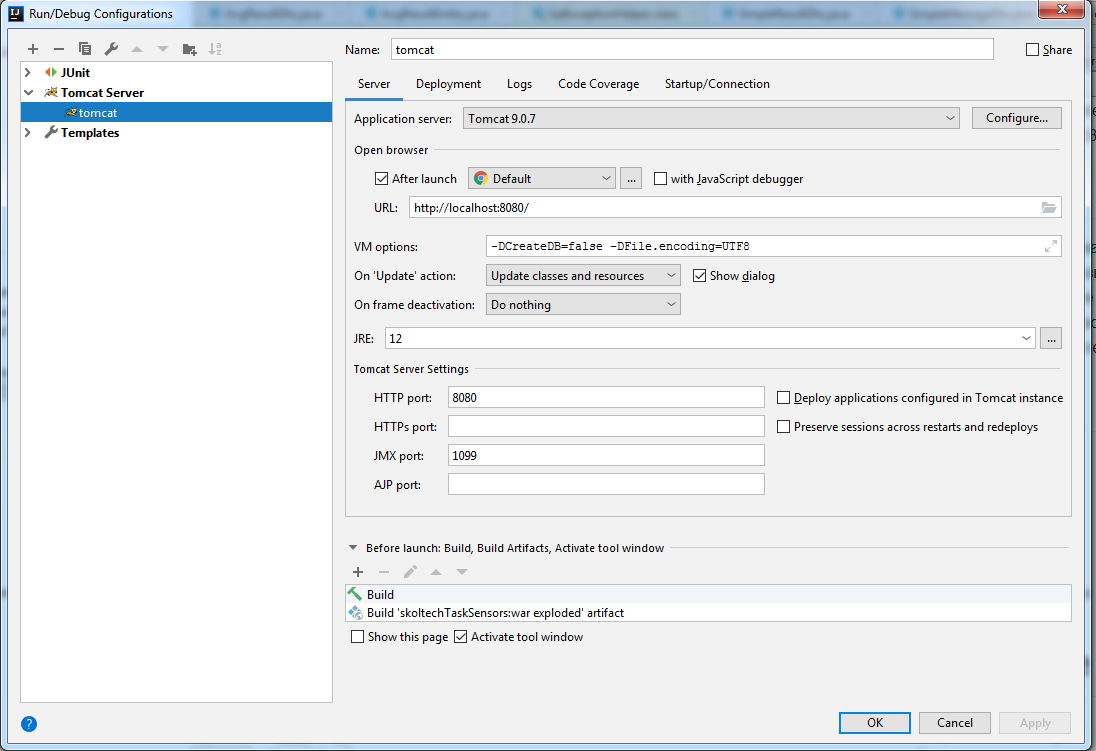 Run/Debug Configurations
Name: tomcat
Share
JUnit
Tomcat Server
tomcat
Templates
Server Deployment Logs Code Coverage Startup/Connection
Application server: Tomcat 9.0.7 Configure...
Open browser
After launch Default ... with JavaScript debugger
URL: http://localhost:8080/
VM options: -DCreateDB=false -DFile.encoding=UTF8
On 'Update' action: Update classes and resources Show dialog
On frame deactivation: Do nothing
JRE: 12 ...
Tomcat Server Settings
HTTP port: 8080 Deploy applications configured in Tomcat instance
HTTPs port: Preserve sessions across restarts and redeploys
JMX port: 1099
AJP port:
Before launch: Build, Build Artifacts, Activate tool window
Build
Build 'skoltechTaskSensors:war exploded' artifact
Show this page Activate tool window
? OK Cancel Apply